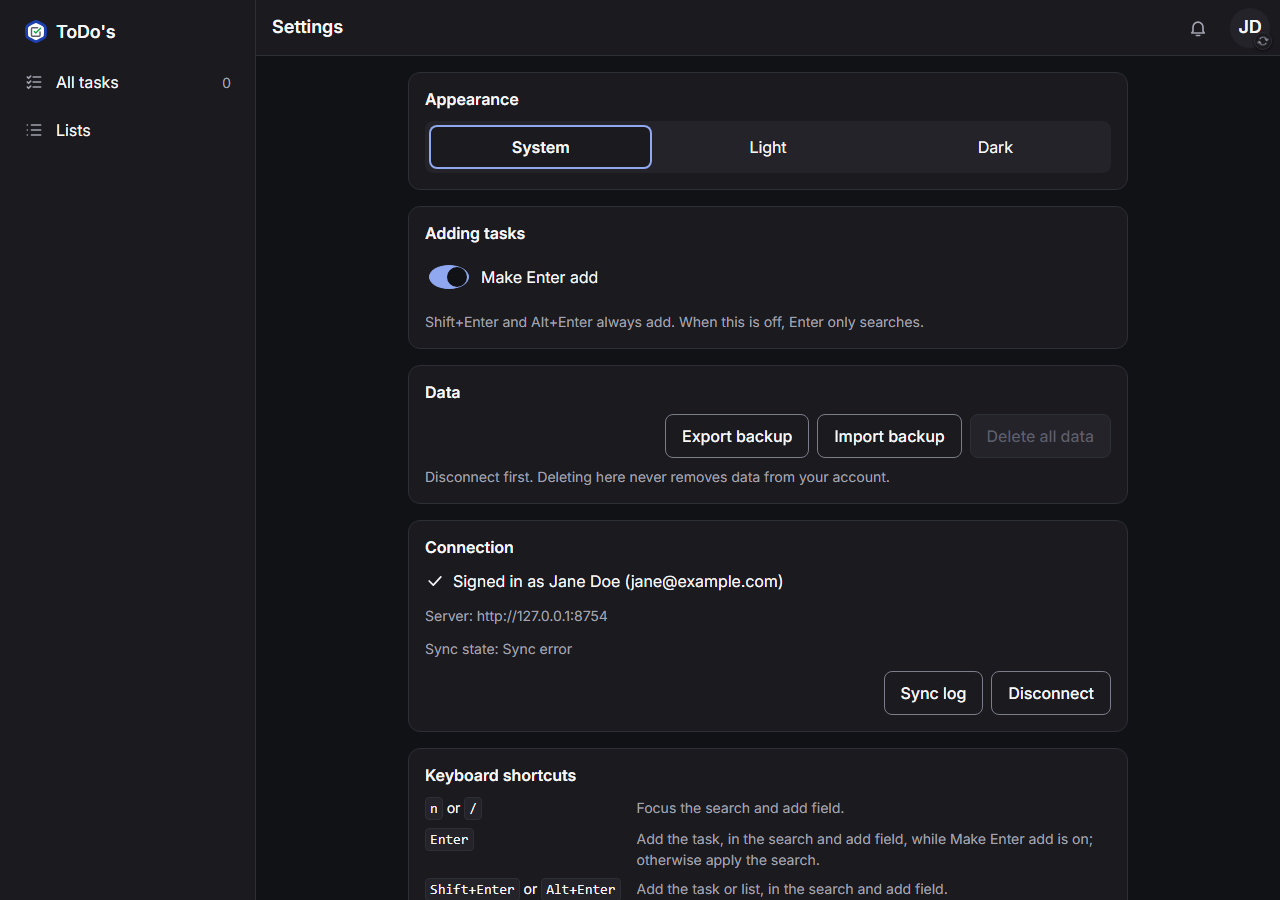 ToDo's
Settings
JD
All tasks 0
Lists
Appearance
System Light Dark
Adding tasks
Make Enter add
Shift+Enter and Alt+Enter always add. When this is off, Enter only searches.
Data
Export backup Import backup Delete all data
Disconnect first. Deleting here never removes data from your account.
Connection
Signed in as Jane Doe (jane@example.com)
Server: http://127.0.0.1:8754
Sync state: Sync error
Sync log Disconnect
Keyboard shortcuts
n or / Focus the search and add field.
Enter Add the task, in the search and add field, while Make Enter add is on;
otherwise apply the search.
Shift+Enter or Alt+Enter Add the task or list, in the search and add field.